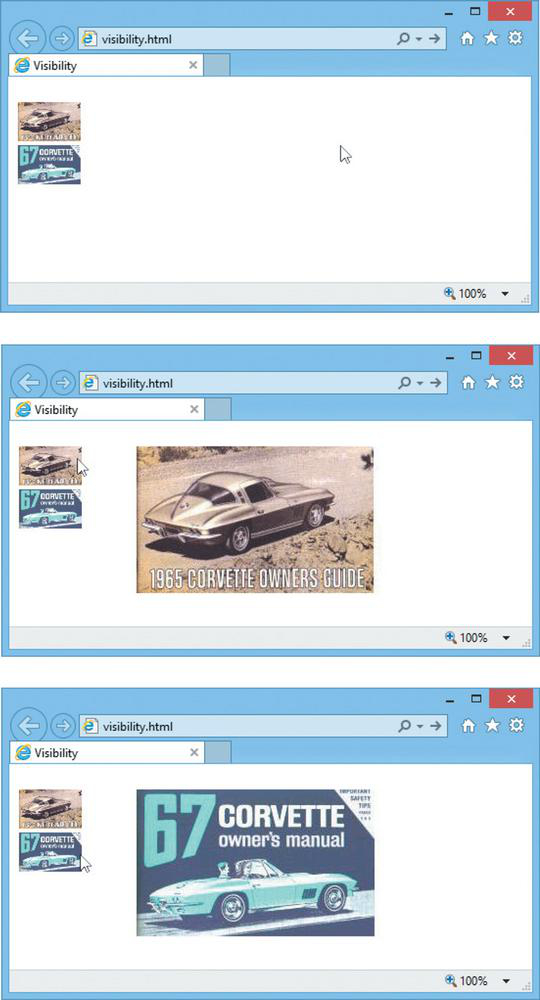 visibility.html
Visibility
67 CORVETTE
owner's manual
100%
visibility.html
Visibility
67 CORVETTE
owner's manual
1965 CORVETTE OWNERS GUIDE
100%
visibility.html
Visibility
67 CORVETTE
owner's manual
IMPORTANT
SAFETY
TIPS
67 CORVETTE
owner's manual
100%